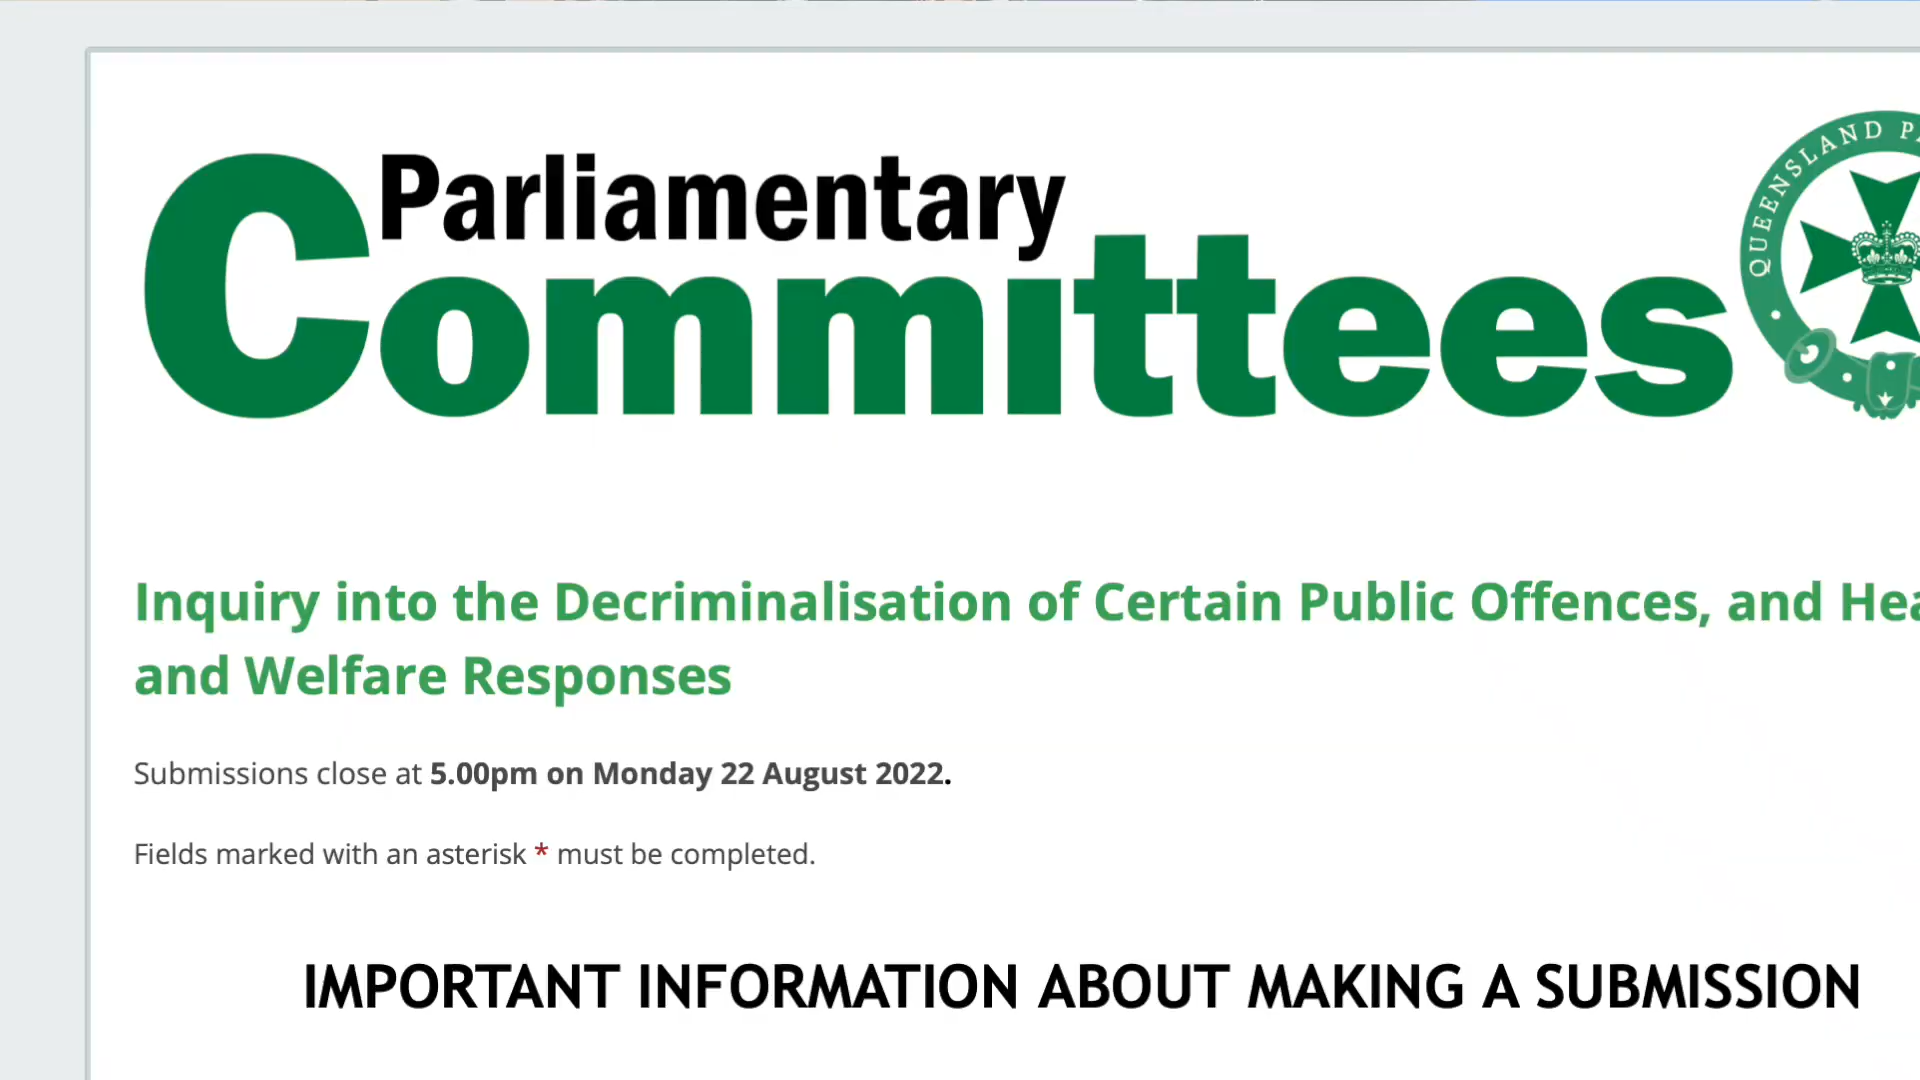 Parliamentary
Committees
QUEENSLAND
Inquiry into the Decriminalisation of Certain Public Offences, and
and Welfare Responses
Submissions close at 5.00pm on Monday 22 August 2022.
Fields marked with an asterisk * must be completed.
IMPORTANT INFORMATION ABOUT MAKING A SUBMISSION